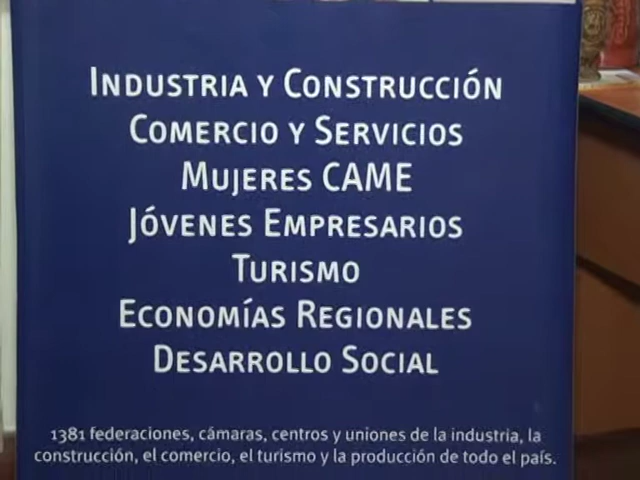 INDUSTRIA Y CONSTRUCCIÓN
COMERCIO Y SERVICIOS
MUJERES CAME
JÓVENES EMPRESARIOS
TURISMO
ECONOMÍAS REGIONALES
DESARROLLO SOCIAL
1381 federaciones, cámaras, centros y uniones de la industria, la
construcción, el comercio, el turismo y la producción de todo el país.